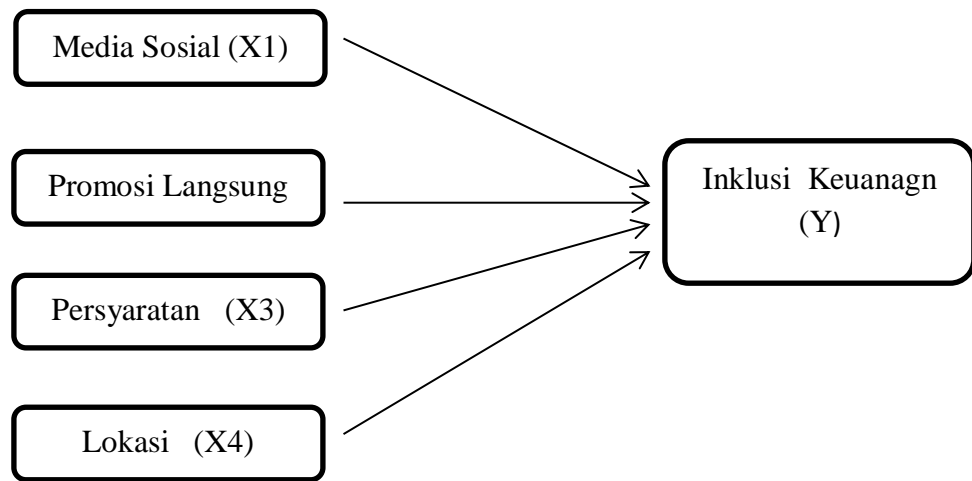 Media Sosial (X1)
Promosi Langsung
Persyaratan (X3)
Lokasi (X4)
Inklusi Keuanagn
(Y)